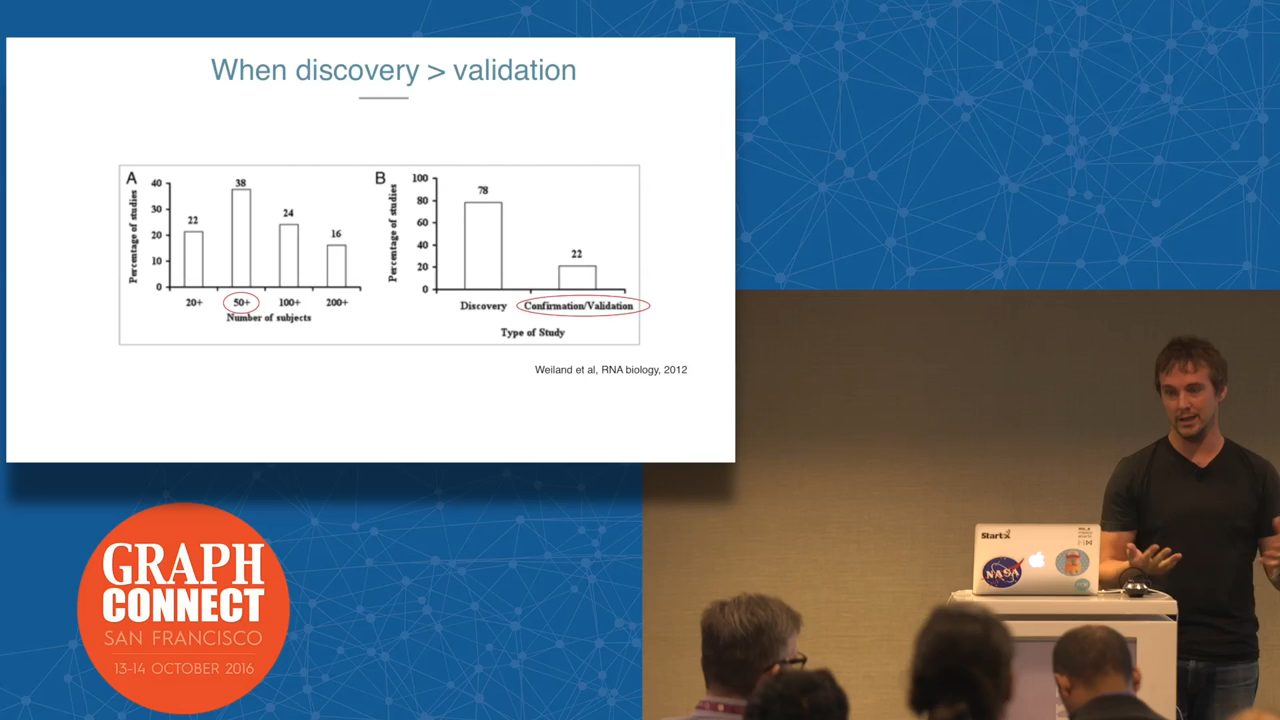 When discovery > validation
A
Percentage of studies
40
30
20
10
0
22
38
24
16
20+ 50+ 100+ 200+
Number of subjects
B
Percentage of studies
100
80
60
40
20
0
78
22
Discovery Confirmation/Validation
Type of Study
Weiland et al, RNA biology, 2012
GRAPH
CONNECT
SAN FRANCISCO
13-14 OCTOBER 2016
StartX
NASA